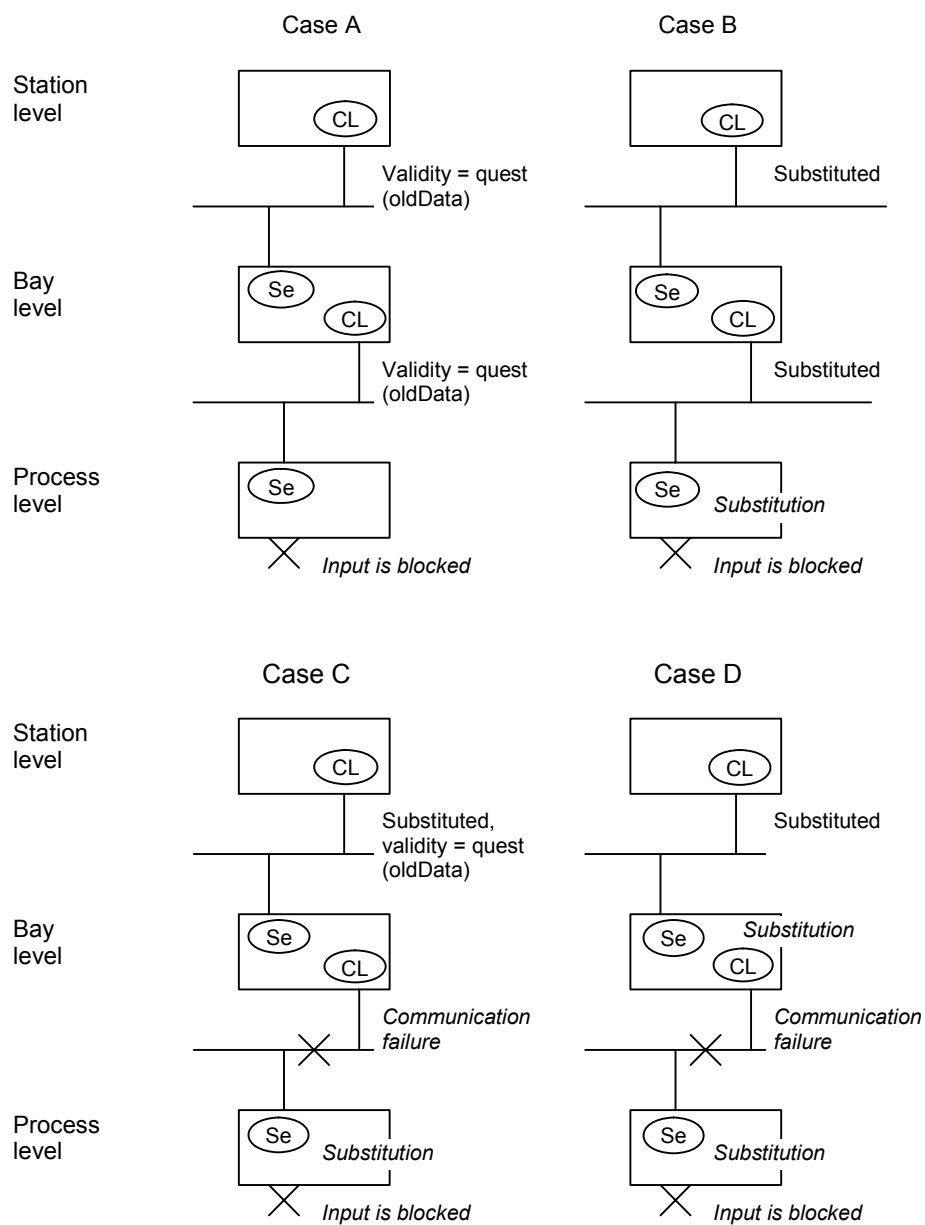 Case A
Case B
Station
level
CL
CL
Validity = quest
(oldData)
Substituted
Bay
level
Se
CL
Se
CL
Validity = quest
(oldData)
Substituted
Process
level
Se
Se
Substitution
Input is blocked
Input is blocked
Case C
Case D
Station
level
CL
CL
Substituted,
validity = quest
(oldData)
Substituted
Bay
level
Se
CL
Se
Substitution
CL
Communication
failure
Communication
failure
Process
level
Se
Substitution
Se
Substitution
Input is blocked
Input is blocked